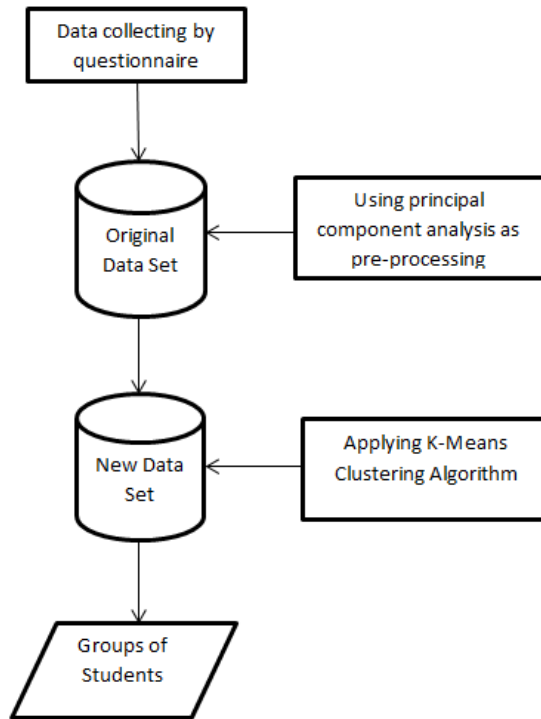 Data collecting by
questionnaire
Original
Data Set
Using principal
component analysis as
pre-processing
New Data
Set
Applying K-Means
Clustering Algorithm
Groups of
Students